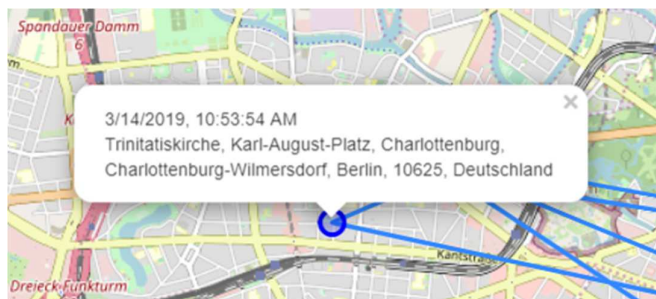 Spandauer Damm
6
3/14/2019, 10:53:54 AM
×
Trinitatiskirche, Karl-August-Platz, Charlottenburg,
Charlottenburg-Wilmersdorf, Berlin, 10625, Deutschland
Dreieck Funkturm